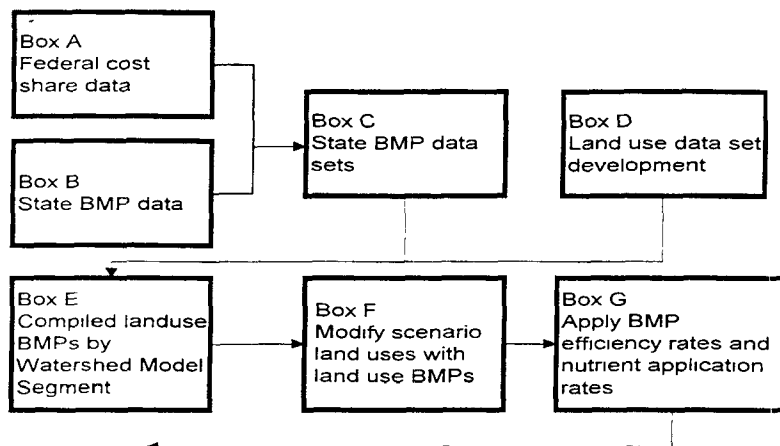 Box A
Federal cost
share data
Box B
State BMP data
Box C
State BMP data
sets
Box D
Land use data set
development
Box E
Compiled landuse
BMPs by
Watershed Model
Segment
Box F
Modify scenario
land uses with
land use BMPs
Box G
Apply BMP
efficiency rates and
nutrient application
rates